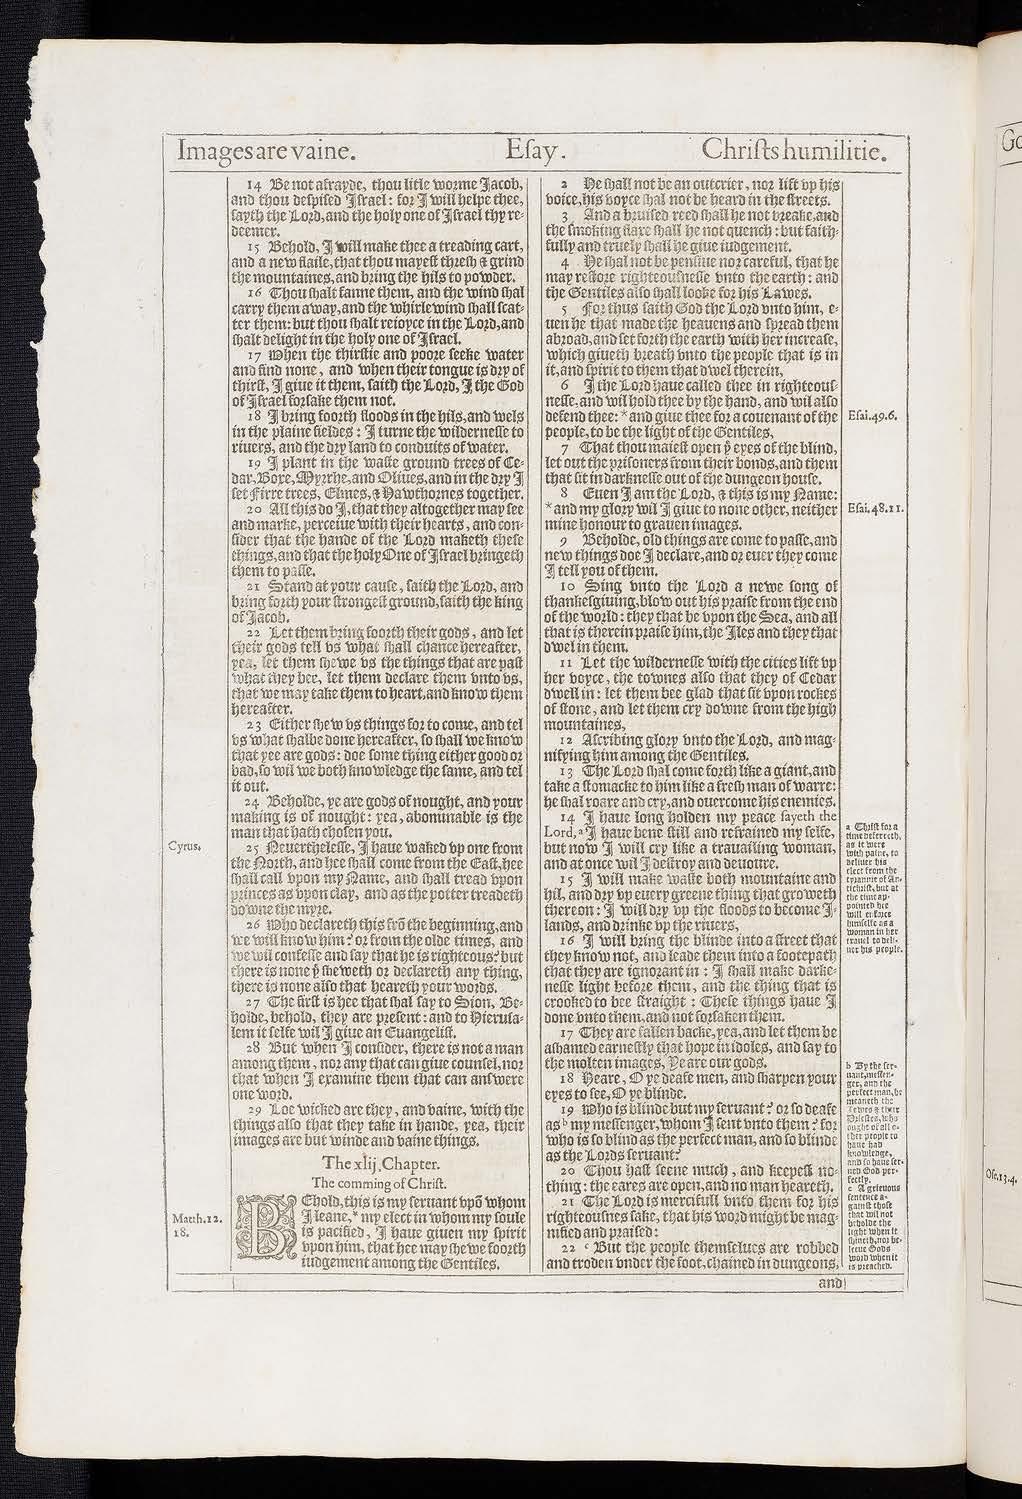 Images are vaine.
Esay.
Christs humilitie.
14 Be not afrayde, thou litle worme Jacob,
and thou despised Israel: for I will helpe thee,
sayth the Lord, and the holy one of Israel thy re-
deemer.
15 Behold, I will make thee a treading cart,
and a new flaile, that thou mayest thresh & grind
the mountaines, and bring the hils to powder.
16 Thou shalt fanne them, and the wind shal
carry them away, and the whirlewind shall scat-
ter them: but thou shalt reioyce in the Lord, and
shalt delight in the holy one of Israel.
17 When the thirstie and poore seeke water
and find none, and when their tongue is dry of
thirst, I giue it them, saith the Lord, I the God
of Israel forsake them not.
18 I bring foorth floods in the hils, and wels
in the plaine fieldes: I turne the wildernesse to
riuers, and the dry land to conduits of water.
19 I plant in the waste ground trees of Ce-
dar, Boxe, Myrrhe, and Oliues, and in the dry I
set Firre trees, Elmes, & Hawthornes together.
20 All this do I, that they altogether may see
and marke, perceiue with their hearts, and con-
sider that the hande of the Lord maketh these
things, and that the holy One of Israel bringeth
them to passe.
21 Stand at your cause, saith the Lord, and
bring forth your strongest ground, saith the king
of Jacob.
22 Let them bring foorth their gods, and let
their gods tell vs what shall chance hereafter,
yea, let them shewe vs the things that are past
what they bee, let them declare them vnto vs,
that we may take them to heart, and know them
hereafter.
23 Either shew vs things for to come, and tel
vs what shalbe done hereafter, so shall we know
that yee are gods: doe some thing either good or
bad, so wil we both knowledge the same, and tel
it out.
24 Beholde, ye are gods of nought, and your
making is of nought: yea, abominable is the
man that hath chosen you.
Cyrus.
25 Neuerthelesse, I haue waked vp one from
the North, and hee shall come from the East, hee
shall call vpon my Name, and shall tread vpon
princes as vpon clay, and as the potter treadeth
downe the myre.
26 Who declareth this frō the beginning, and
we will know him? or from the olde times, and
we wil confesse and say that he is righteous? but
there is none yͤ sheweth or declareth any thing,
there is none also that heareth your words.
27 The first is hee that shal say to Sion, Be-
holde, behold, they are present: and to Hierusa-
lem it selfe wil I giue an Euangelist.
28 But when I consider, there is not a man
among them, nor any that can giue counsel, nor
that when I examine them that can answere
one word.
29 Loe wicked are they, and vaine, with the
things also that they take in hande, yea, their
images are but winde and vaine things.
The xlij. Chapter.
The comming of Christ.
Matth.12.
18.
BEhold, this is my seruant vpō whom
I leane, * my elect in whom my soule
is pacified, I haue giuen my spirit
vpon him, that hee may shewe foorth
iudgement among the Gentiles.
2 He shall not be an outcrier, nor lift vp his
voice, his voyce shal not be heard in the streets.
3 And a bruised reed shall he not breake, and
the smoking flaxe shall he not quench: but faith-
fully and truely shall he giue iudgement.
4 He shal not be pensiue nor careful, that he
may restore righteousnesse vnto the earth: and
the Gentiles also shall looke for his Lawes.
5 For thus saith God the Lord vnto him, e-
uen he that made the heauens and spread them
abroad, and set forth the earth with her increase,
which giueth breath vnto the people that is in
it, and spirit to them that dwel therein,
6 I the Lord haue called thee in righteous-
nesse, and wil hold thee by the hand, and wil also
defend thee: * and giue thee for a couenant of the
people, to be the light of the Gentiles,
Esai.49.6.
7 That thou maiest open yͤ eyes of the blind,
let out the prisoners from their bonds, and them
that sit in darknesse out of the dungeon house.
8 Euen I am the Lord, & this is my Name:
* and my glory wil I giue to none other, neither
mine honour to grauen images.
Esai.48.11.
9 Beholde, old things are come to passe, and
new things doe I declare, and or euer they come
I tell you of them.
10 Sing vnto the Lord a newe song of
thankesgiuing, blow out his praise from the end
of the world: they that be vpon the Sea, and all
that is therein praise him, the Iles and they that
dwel in them.
11 Let the wildernesse with the cities lift vp
her voyce, the townes also that they of Cedar
dwell in: let them bee glad that sit vpon rockes
of stone, and let them cry downe from the high
mountaines,
12 Ascribing glory vnto the Lord, and mag-
nifying him among the Gentiles.
13 The Lord shal come forth like a giant, and
take a stomacke to him like a fresh man of warre:
he shal roare and cry, and ouercome his enemies.
14 I haue long holden my peace sayeth the
Lord, a I haue bene still and refrained my selfe,
but now I will cry like a trauailing woman,
and at once wil I destroy and deuoure.
15 I will make waste both mountaine and
hil, and dry vp euery greene thing that groweth
thereon: I will dry vp the floods to become I-
lands, and drinke vp the riuers,
16 I will bring the blinde into a street that
they know not, and leade them into a footepath
that they are ignorant in: I shall make darke-
nesse light before them, and the thing that is
crooked to bee straight: These things haue I
done vnto them, and not forsaken them.
17 They are fallen backe, yea, and let them be
ashamed earnestly that hope in idoles, and say to
the molten images, Ye are our gods.
18 Heare, O ye deafe men, and sharpen your
eyes to see, O ye blinde.
19 Who is blinde but my seruant? or so deafe
as b my messenger, whom I sent vnto them? for
who is so blind as the perfect man, and so blinde
as the Lords seruant?
20 Thou hast seene much, and keepest no-
thing: the eares are open, and no man heareth.
21 The Lord is mercifull vnto them for his
righteousnes sake, that his word might be mag-
nified and praised:
22 c But the people themselues are robbed
and troden vnder the foot, chained in dungeons,
and
a Christ for a
time deferreth,
as it were
with paine, to
deliuer his
elect from the
tyrannie of An-
tichrist, but at
the time ap-
pointed hee
will enforce
himselfe as a
woman in her
trauel to deli-
uer his people.
b By the ser-
uant, messen-
ger, and the
perfect man, he
meaneth the
Iewes & their
Priestes, who
ought of all o-
ther people to
haue had
knowledge,
and so haue ser-
ued God per-
fectly.
c A grieuous
sentence a-
gainst those
that wil not
beholde the
light when it
shineth, nor be-
leeue Gods
word when it
is preached.
Go
Ose.13.4.